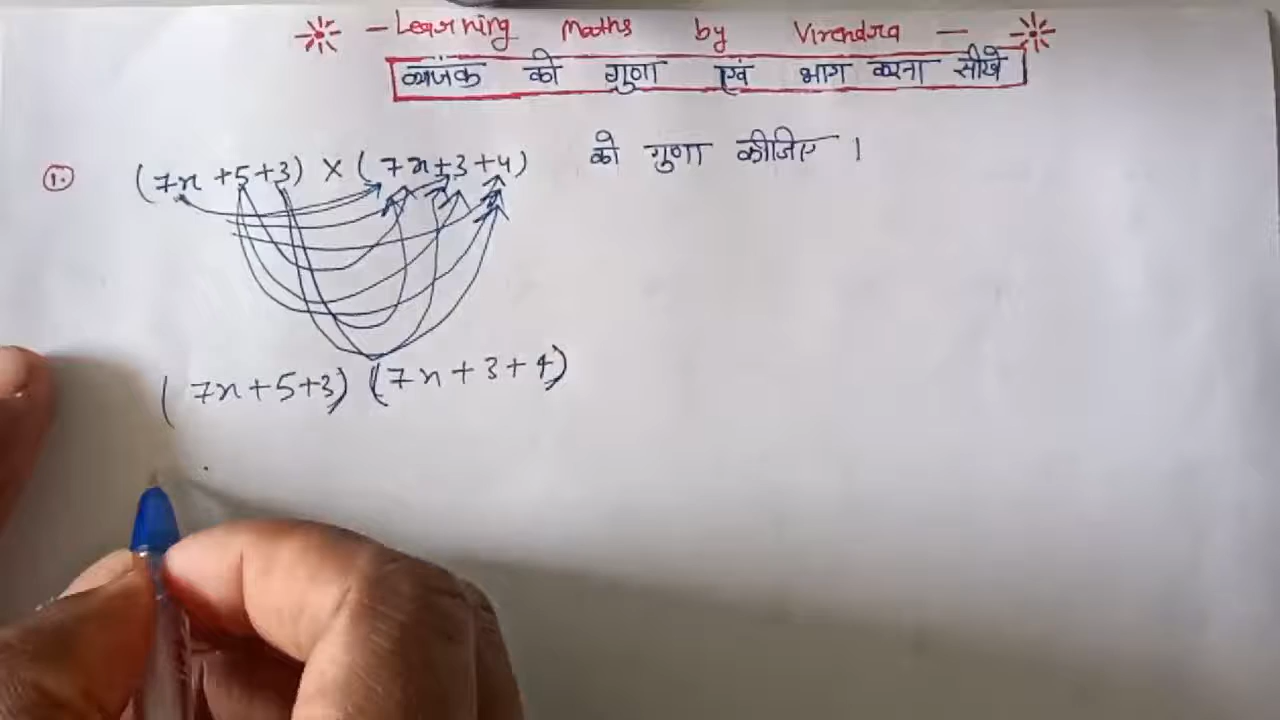 - Learning Maths by Virendra -
व्यंजक की गुणा एवं भाग करना सीखे
1. (7x + 5 + 3) × (7x + 3 + 4) को गुणा कीजिए ।
(7x + 5 + 3) (7x + 3 + 4)